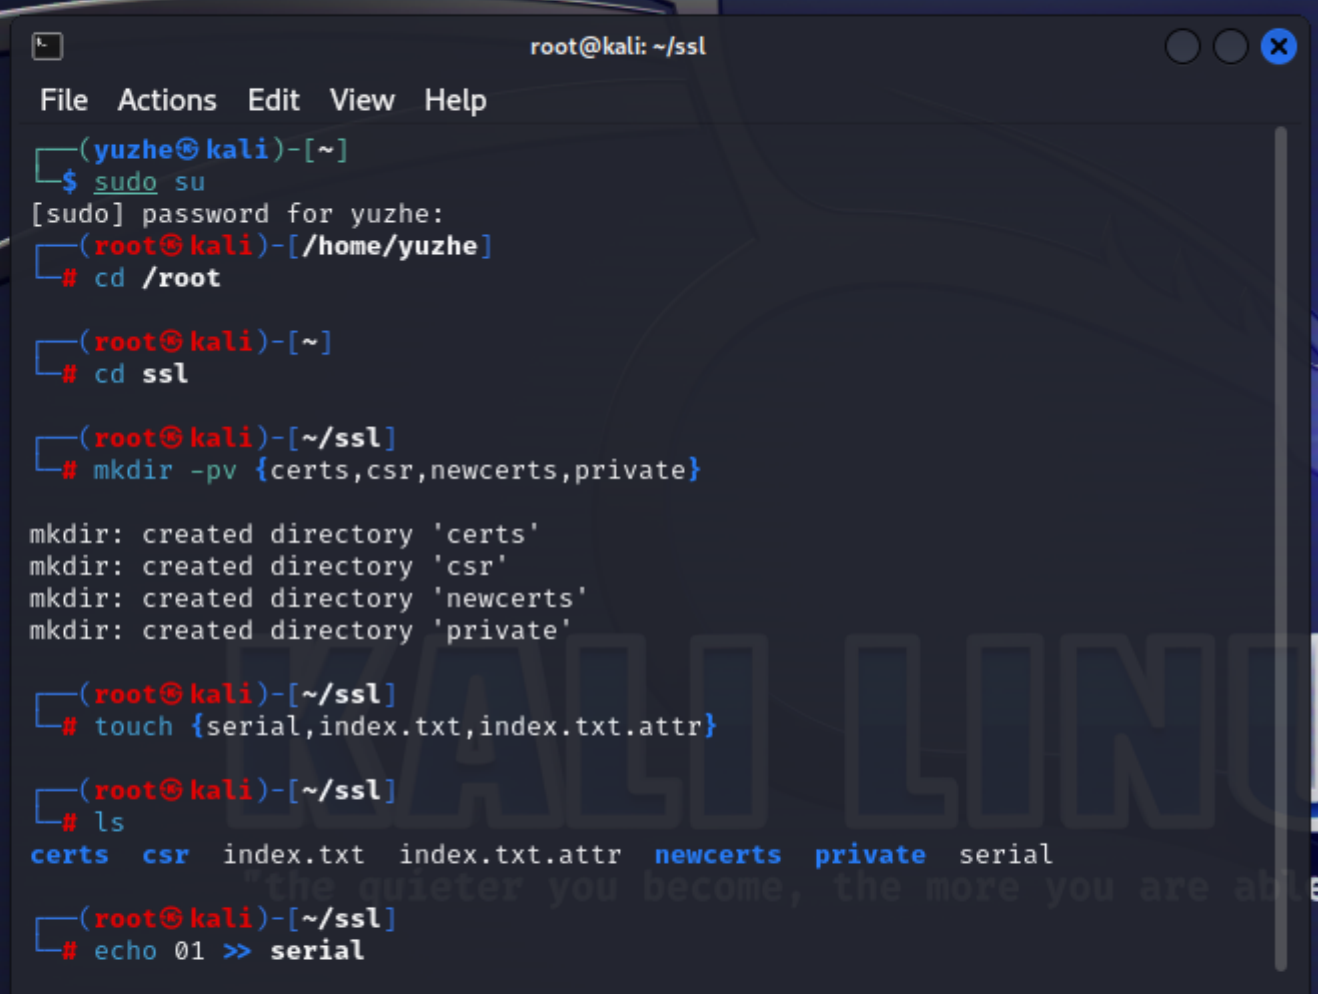 root@kali: ~/ssl
File Actions Edit View Help
┌──(yuzhe㉿kali)-[~]
└─$ sudo su
[sudo] password for yuzhe:
┌──(root㉿kali)-[/home/yuzhe]
└─# cd /root
┌──(root㉿kali)-[~]
└─# cd ssl
┌──(root㉿kali)-[~/ssl]
└─# mkdir -pv {certs,csr,newcerts,private}
mkdir: created directory 'certs'
mkdir: created directory 'csr'
mkdir: created directory 'newcerts'
mkdir: created directory 'private'
┌──(root㉿kali)-[~/ssl]
└─# touch {serial,index.txt,index.txt.attr}
┌──(root㉿kali)-[~/ssl]
└─# ls
certs csr index.txt index.txt.attr newcerts private serial
┌──(root㉿kali)-[~/ssl]
└─# echo 01 >> serial
KALI
"the quieter you become, the more you are